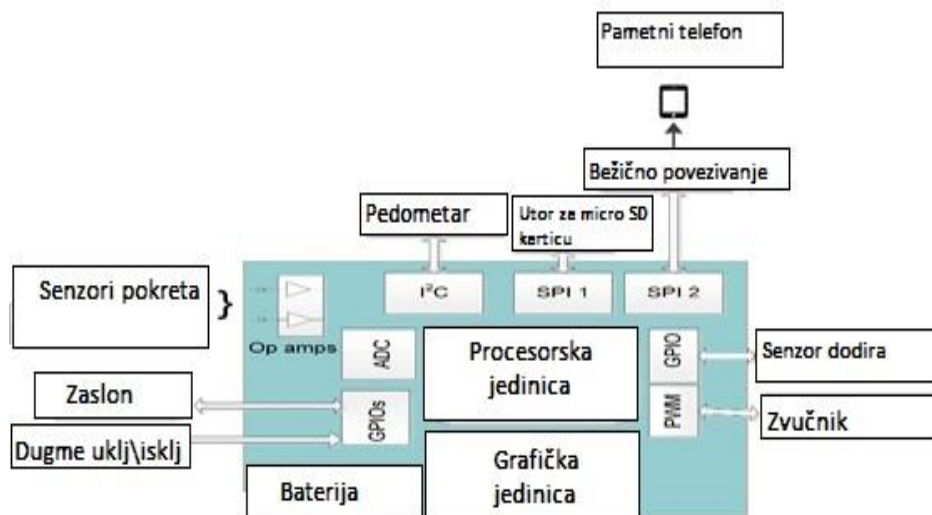 Pametni telefon
Bežično povezivanje
Pedometar
Utor za micro SD
karticu
Senzori pokreta
}
I²C
SPI 1
SPI 2
Op amps
ADC
Procesorska
jedinica
GPIO
Senzor dodira
Zaslon
GPIOs
PWM
Zvučnik
Dugme uklj\isklj
Baterija
Grafička
jedinica